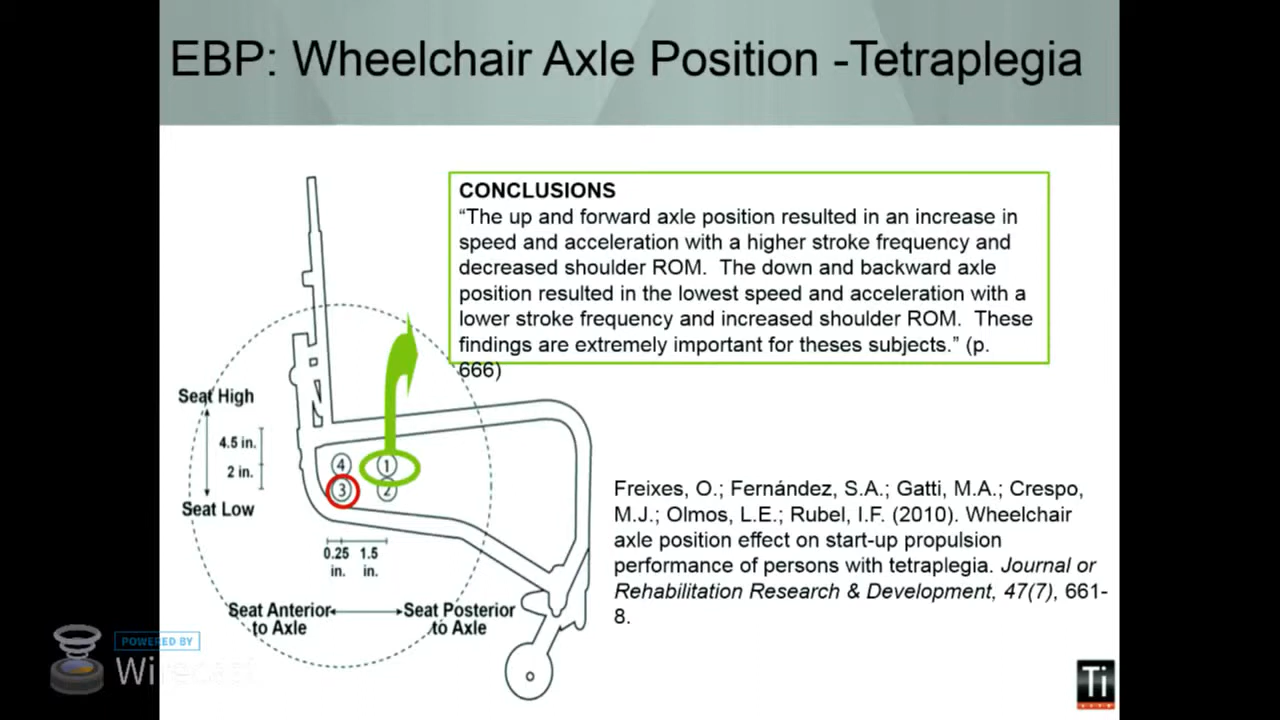 EBP: Wheelchair Axle Position -Tetraplegia
CONCLUSIONS
“The up and forward axle position resulted in an increase in
speed and acceleration with a higher stroke frequency and
decreased shoulder ROM.  The down and backward axle
position resulted in the lowest speed and acceleration with a
lower stroke frequency and increased shoulder ROM.  These
findings are extremely important for theses subjects.” (p.
666)
Seat High
4.5 in.
2 in.
Seat Low
4
1
3
2
0.25 1.5
in. in.
Seat Anterior
to Axle
Seat Posterior
to Axle
Freixes, O.; Fernández, S.A.; Gatti, M.A.; Crespo,
M.J.; Olmos, L.E.; Rubel, I.F. (2010). Wheelchair
axle position effect on start-up propulsion
performance of persons with tetraplegia. Journal or
Rehabilitation Research & Development, 47(7), 661-
8.
POWERED BY
Wirecast
Ti